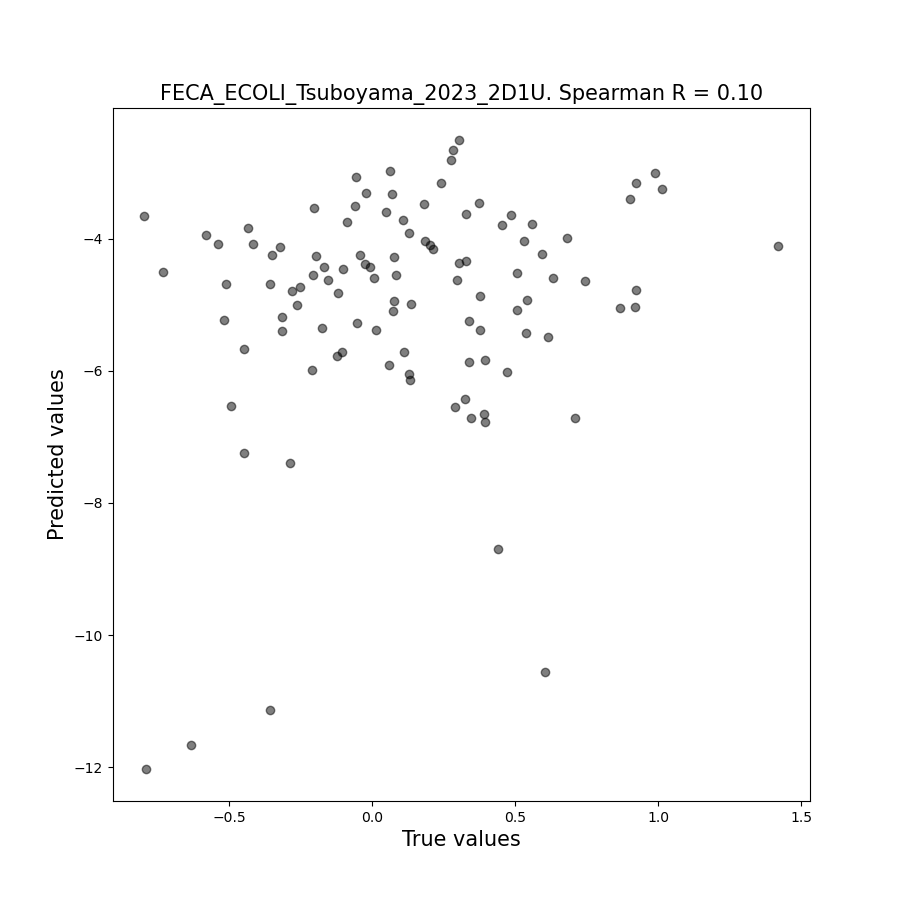 FECA_ECOLI_Tsuboyama_2023_2D1U. Spearman R = 0.10
Predicted values
−4
−6
−8
−10
−12
−0.5 0.0 0.5 1.0 1.5
True values